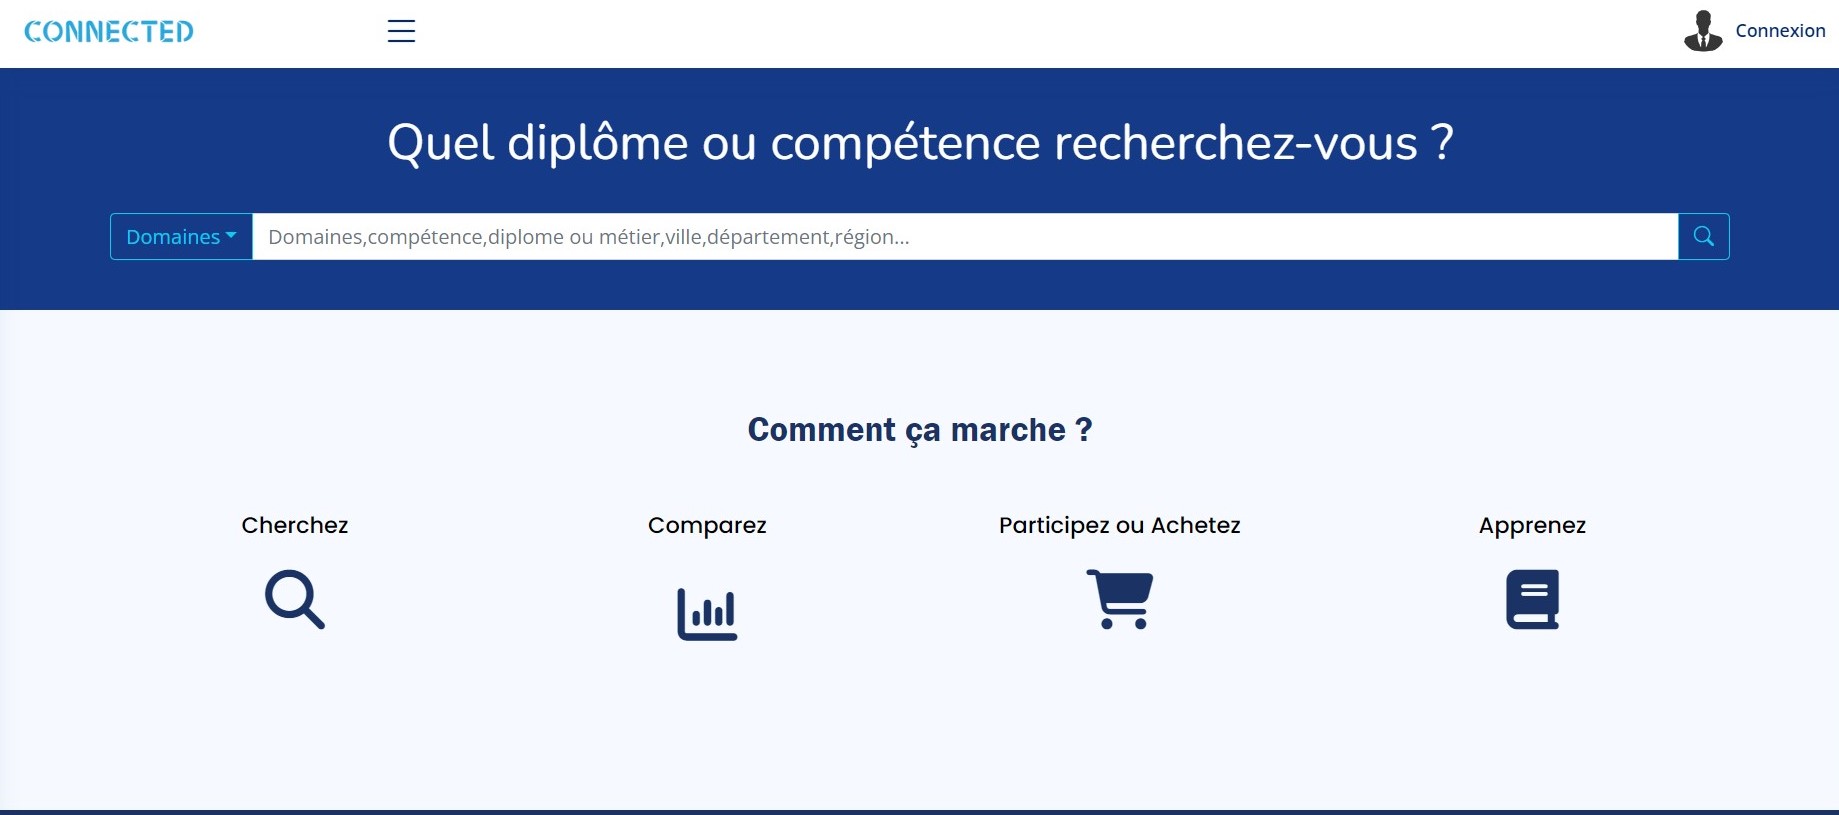 CONNECTED
Connexion
Quel diplôme ou compétence recherchez-vous ?
Domaines
Domaines,compétence,diplome ou métier,ville,département,région...
Comment ça marche ?
Cherchez
Comparez
Participez ou Achetez
Apprenez